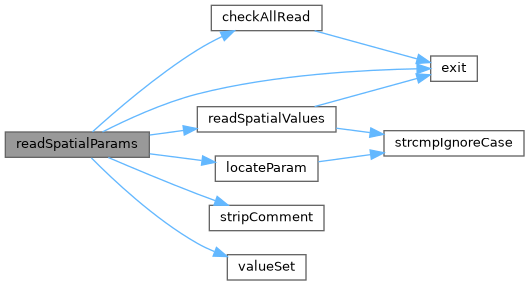 checkAllRead
exit
readSpatialValues
readSpatialParams
strcmpIgnoreCase
locateParam
stripComment
valueSet